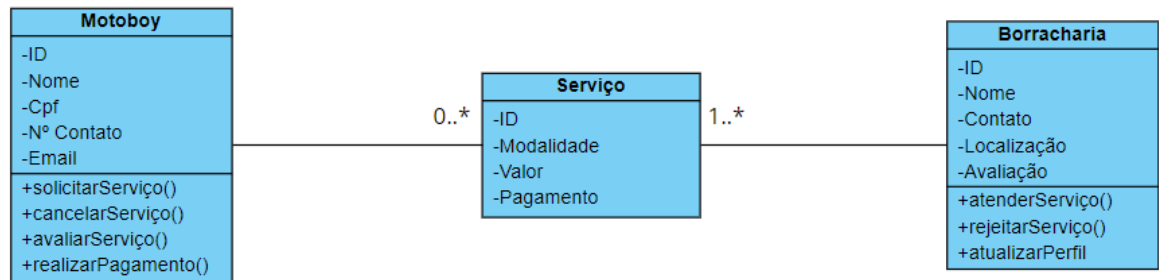 Motoboy
-ID
-Nome
-Cpf
-Nº Contato
-Email
+solicitarServiço()
+cancelarServiço()
+avaliarServiço()
+realizarPagamento()
0..*
Serviço
-ID
-Modalidade
-Valor
-Pagamento
1..*
Borracharia
-ID
-Nome
-Contato
-Localização
-Avaliação
+atenderServiço()
+rejeitarServiço()
+atualizarPerfil